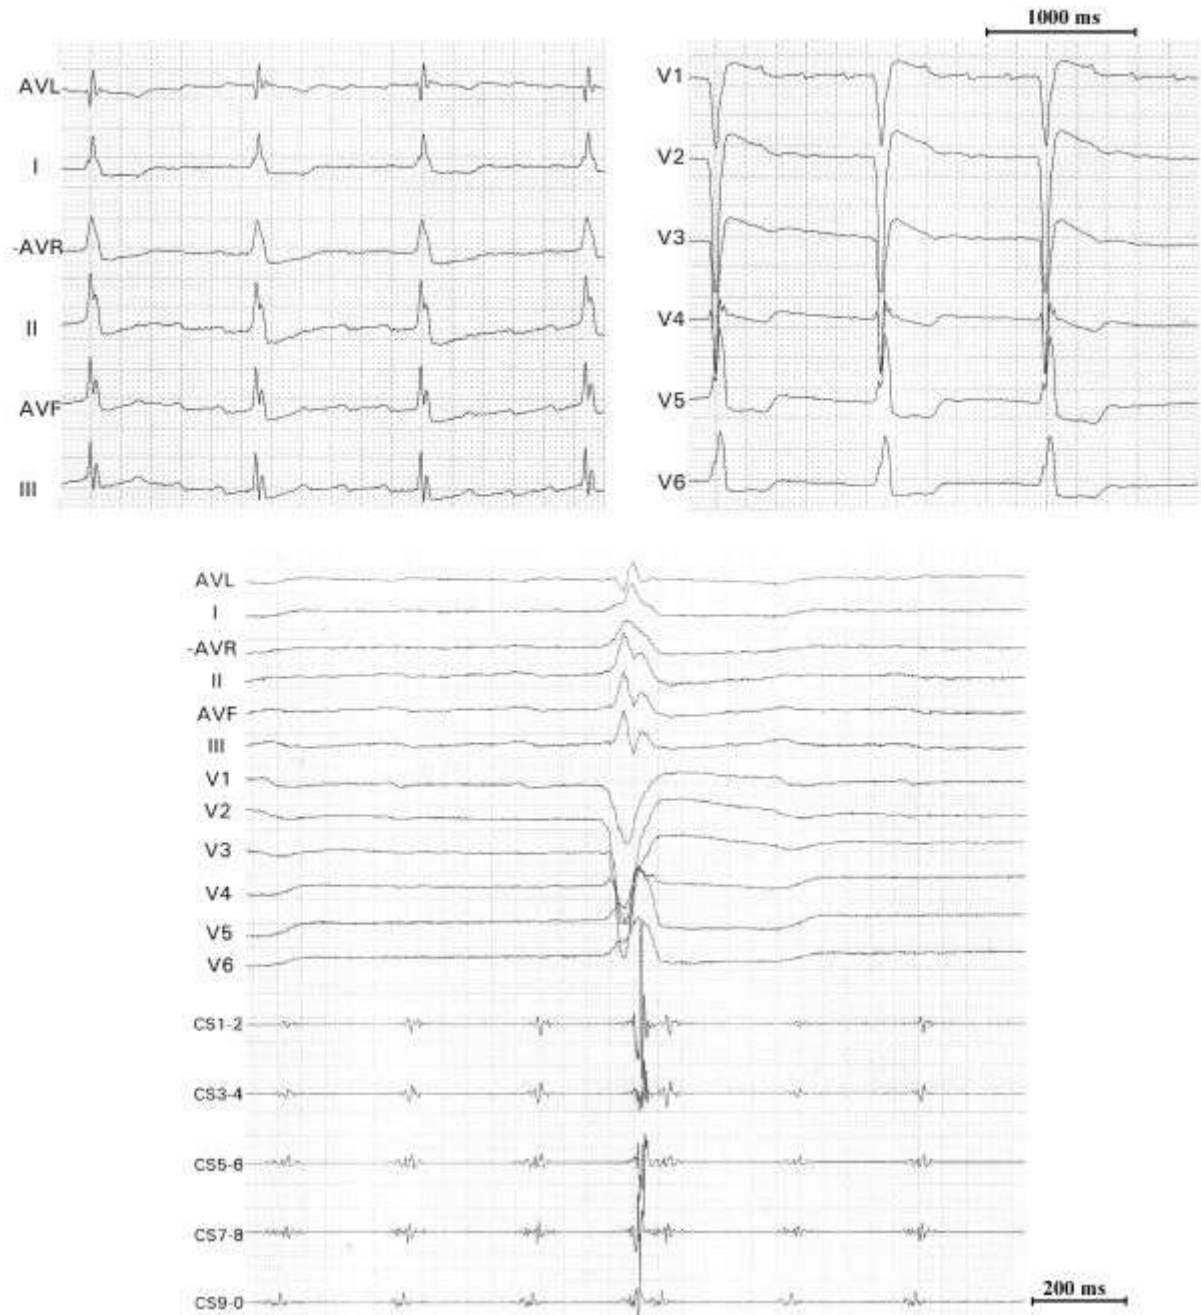 1000 ms
AVL
I
-AVR
II
AVF
III
V1
V2
V3
V4
V5
V6
AVL
I
-AVR
II
AVF
III
V1
V2
V3
V4
V5
V6
CS1-2
CS3-4
CS5-6
CS7-8
CS9-0
200 ms